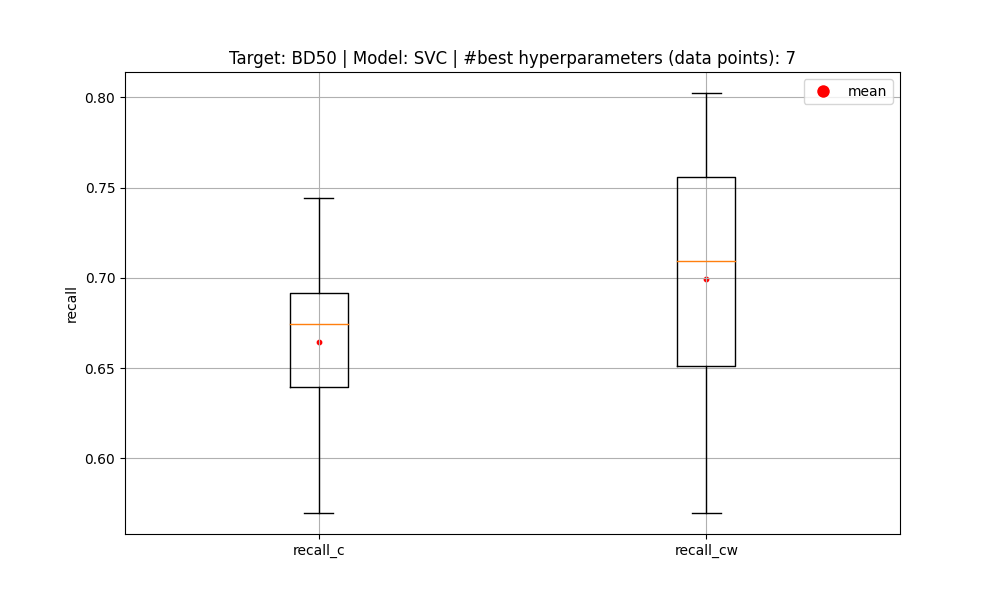 Target: BD50 | Model: SVC | #best hyperparameters (data points): 7
mean
0.80
0.75
0.70
0.65
0.60
recall
recall_c
recall_cw